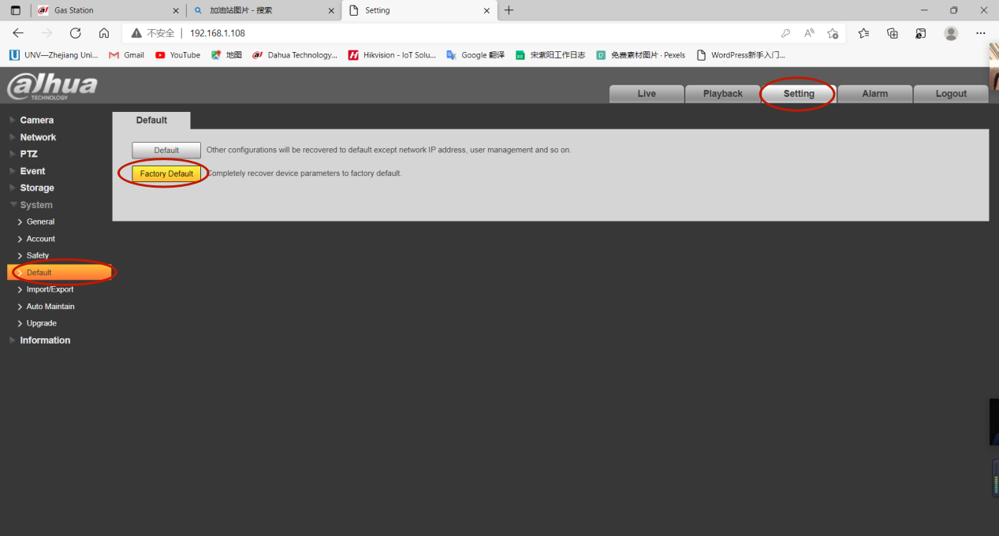 Gas Station
加油站图片 - 搜索
Setting
不安全
192.168.1.108
UNV—Zhejiang Uni...
Gmail
YouTube
地图
Dahua Technology...
Hikvision - IoT Solu...
Google 翻译
宋紫阳工作日志
免费素材图片 · Pexels
WordPress新手入门...
alhua
TECHNOLOGY
Live
Playback
Setting
Alarm
Logout
Camera
Network
PTZ
Event
Storage
System
General
Account
Safety
Default
Import/Export
Auto Maintain
Upgrade
Information
Default
Default
Other configurations will be recovered to default except network IP address, user management and so on.
Factory Default
Completely recover device parameters to factory default.